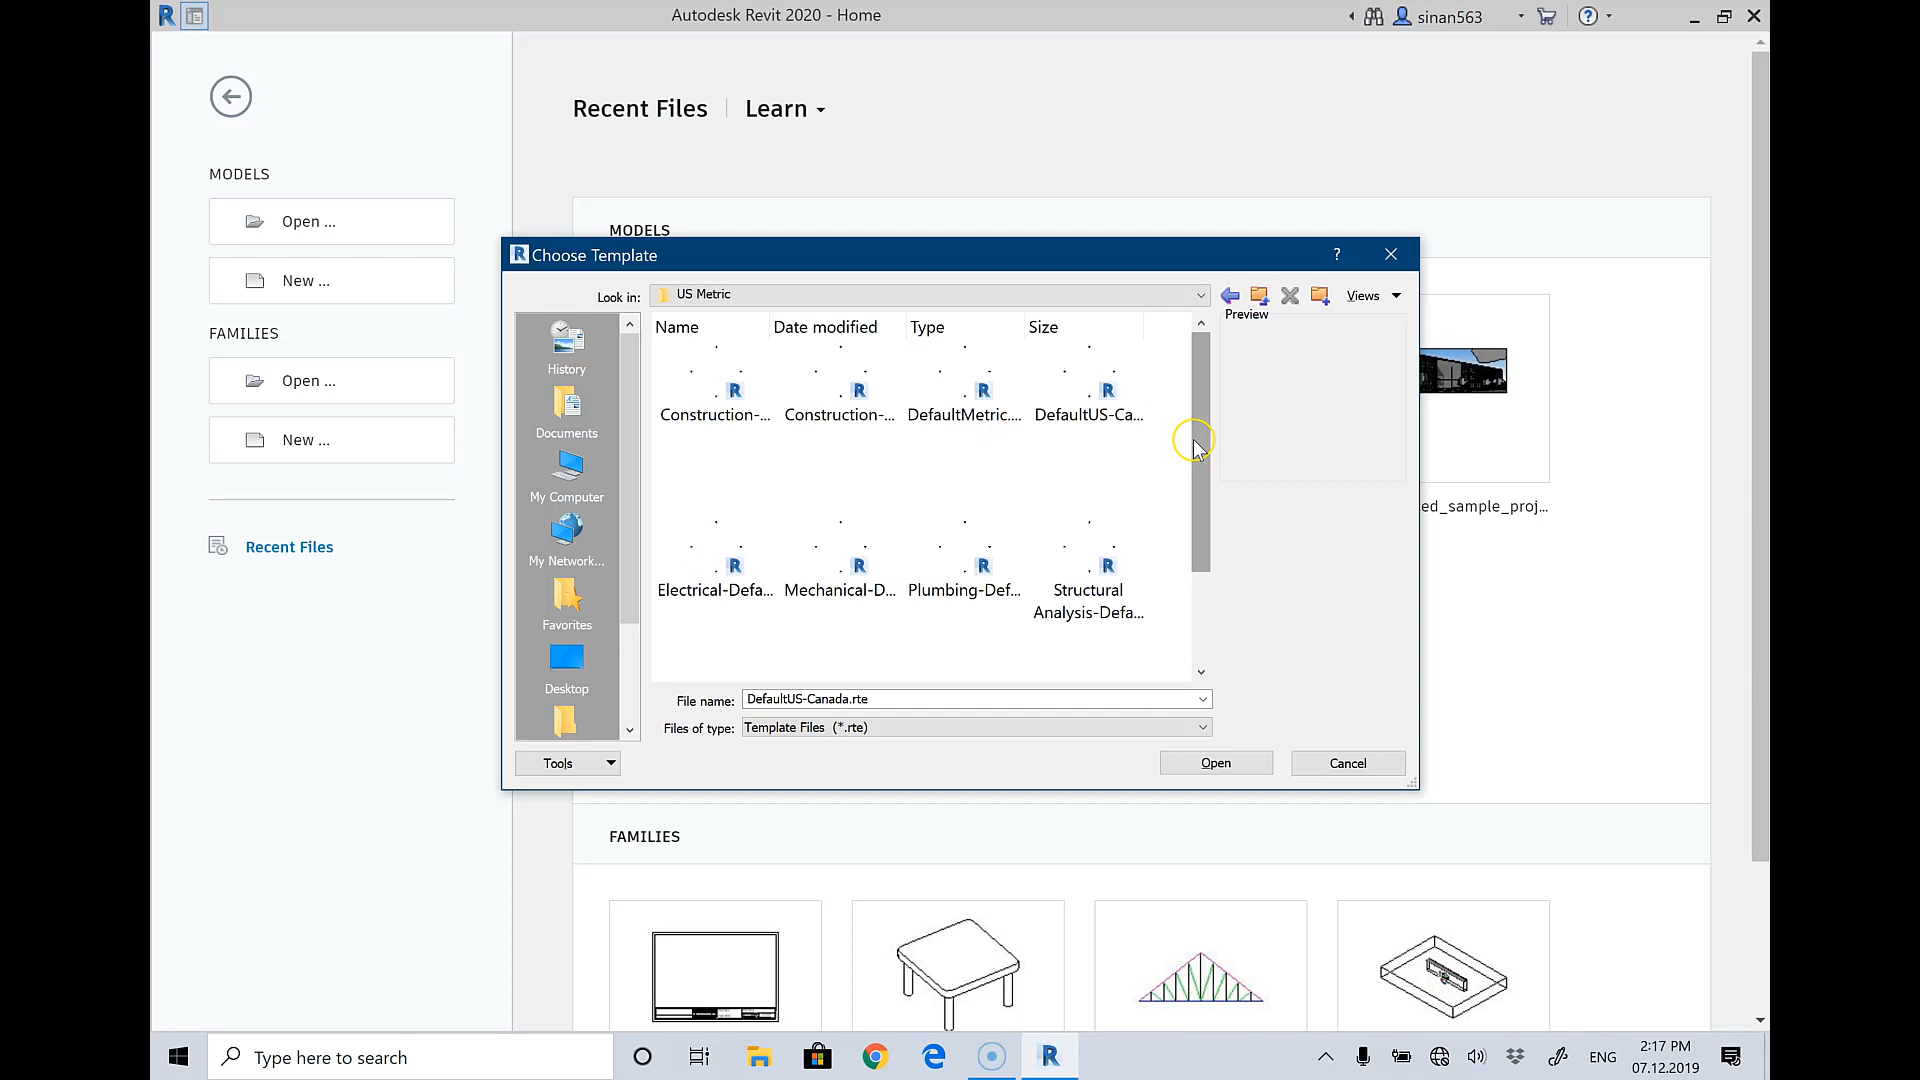 Autodesk Revit 2020 - Home
sinan563
Recent Files
Learn
MODELS
Open ...
New ...
FAMILIES
Open ...
New ...
Recent Files
MODELS
ed_sample_proj...
FAMILIES
Choose Template
?
Look in:
US Metric
Views
Preview
History
Documents
My Computer
My Network...
Favorites
Desktop
Name Date modified Type Size
Construction-... Construction-... DefaultMetric.... DefaultUS-Ca...
Electrical-Defa... Mechanical-D... Plumbing-Def... Structural
Analysis-Defa...
File name: DefaultUS-Canada.rte
Files of type: Template Files (*.rte)
Tools
Open
Cancel
Type here to search
ENG
2:17 PM
07.12.2019